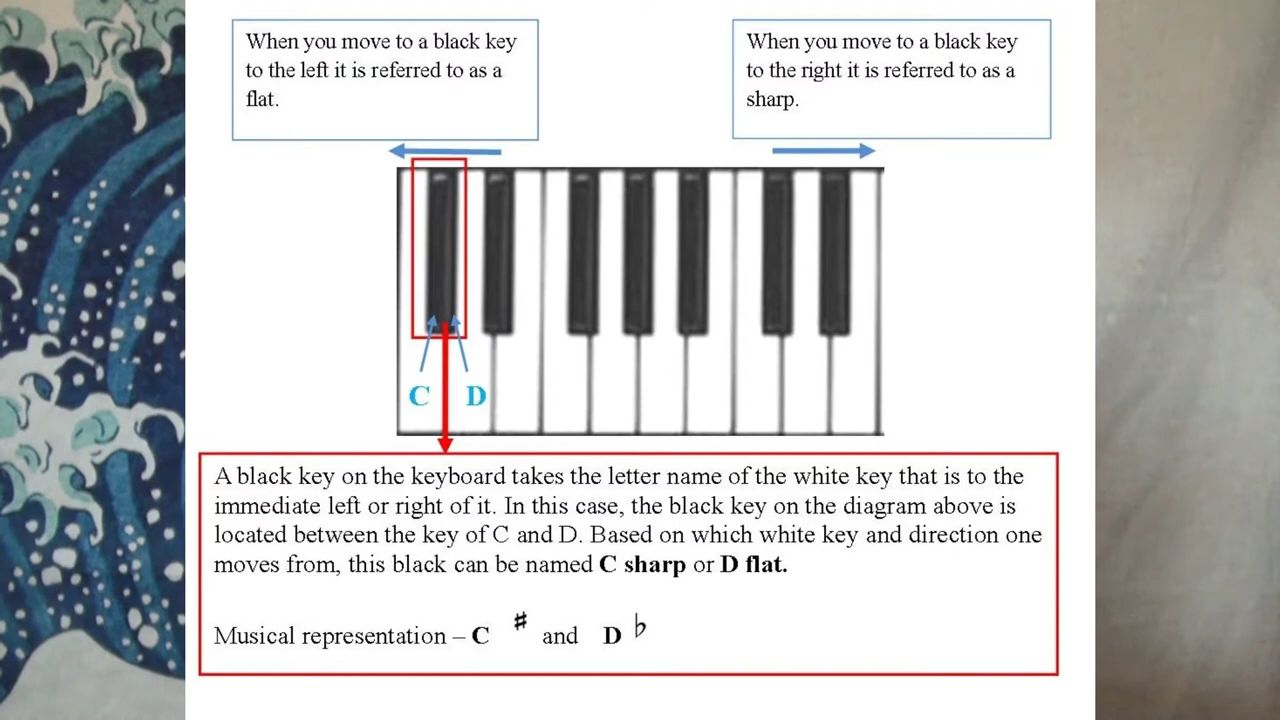 When you move to a black key
to the left it is referred to as a
flat.
When you move to a black key
to the right it is referred to as a
sharp.
C D
A black key on the keyboard takes the letter name of the white key that is to the
immediate left or right of it. In this case, the black key on the diagram above is
located between the key of C and D. Based on which white key and direction one
moves from, this black can be named C sharp or D flat.
Musical representation – C ♯ and D ♭